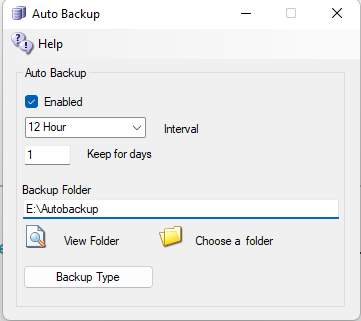 Auto Backup
Help
Auto Backup
Enabled
12 Hour Interval
1 Keep for days
Backup Folder
E:\Autobackup
View Folder Choose a folder
Backup Type